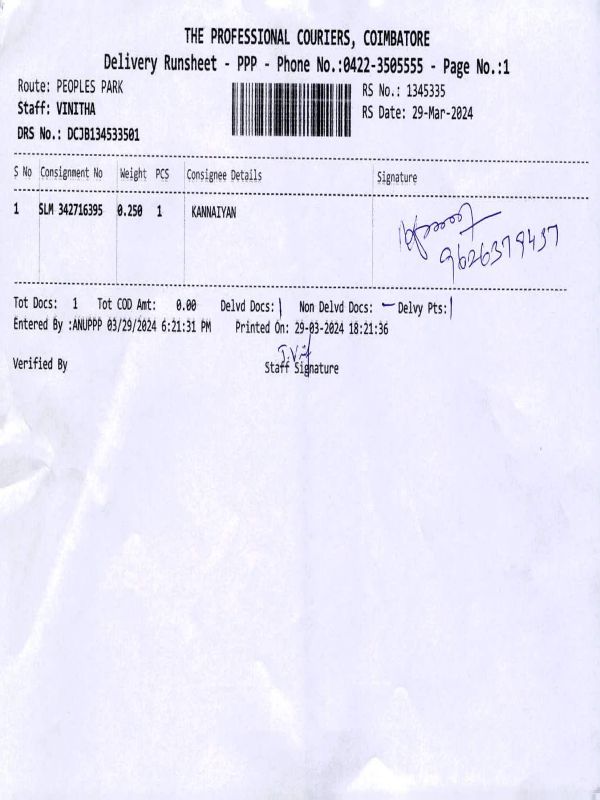 THE PROFESSIONAL COURIERS, COIMBATORE
Delivery Runsheet - PPP - Phone No.:0422-3505555 - Page No.:1
Route: PEOPLES PARK
RS No.: 1345335
Staff: VINITHA
RS Date: 29-Mar-2024
DRS No.: DCJB134533501
S No Consignment No Weight PCS Consignee Details Signature
1 SLM 342716395 0.250 1 KANNAIYAN
9626379437
Tot Docs: 1 Tot COD Amt: 0.00 Delvd Docs: | Non Delvd Docs: - Delvy Pts: |
Entered By :ANUPPP 03/29/2024 6:21:31 PM Printed On: 29-03-2024 18:21:36
Verified By Staff Signature